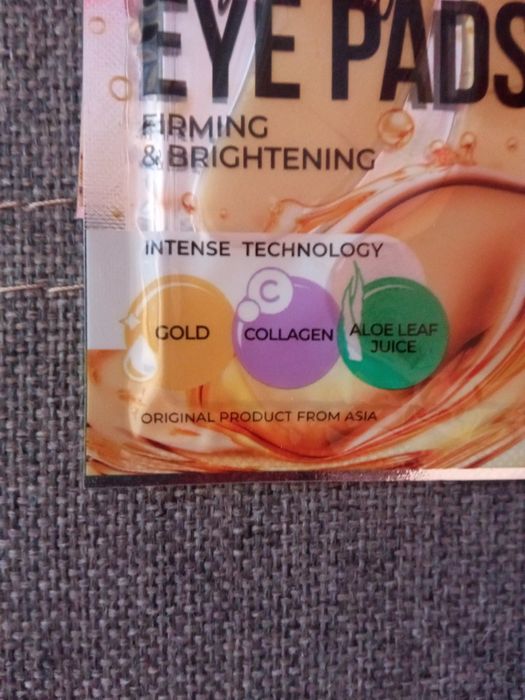 EYE PADS
FIRMING
& BRIGHTENING
INTENSE TECHNOLOGY
C
GOLD
COLLAGEN
ALOE LEAF
JUICE
ORIGINAL PRODUCT FROM ASIA